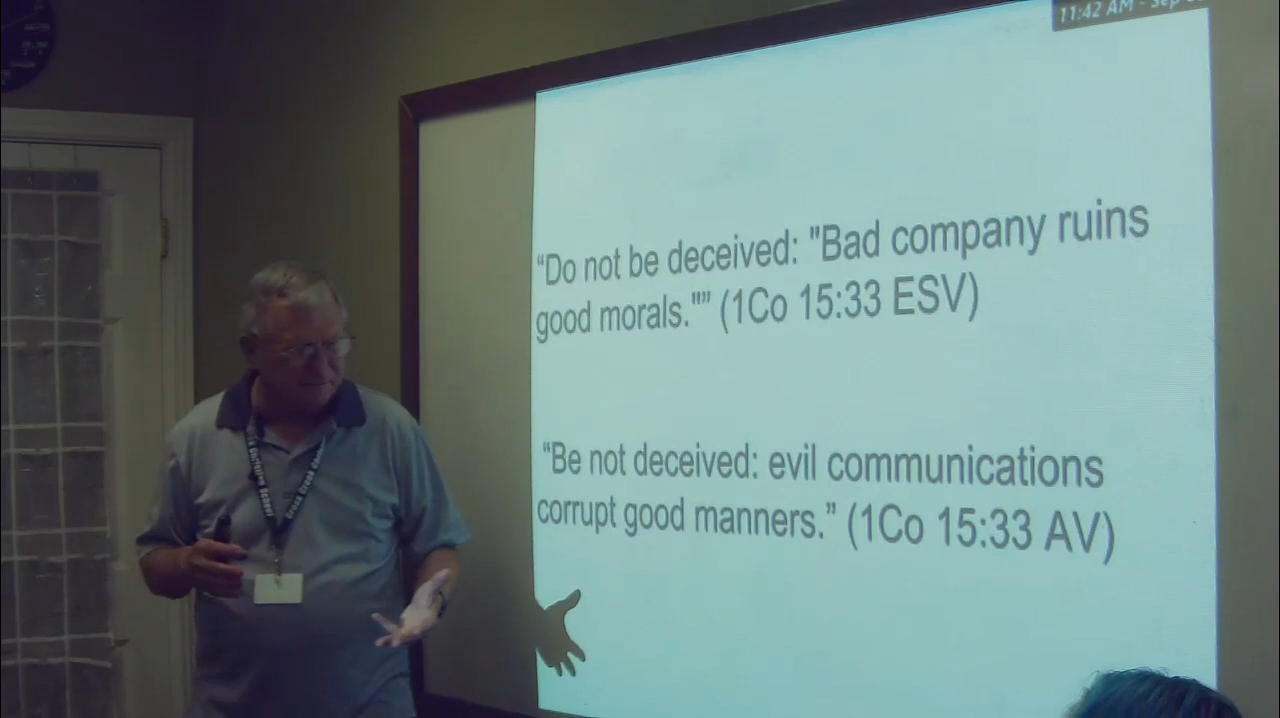 11:42 AM - Sep
“Do not be deceived: "Bad company ruins
good morals."” (1Co 15:33 ESV)
“Be not deceived: evil communications
corrupt good manners.” (1Co 15:33 AV)